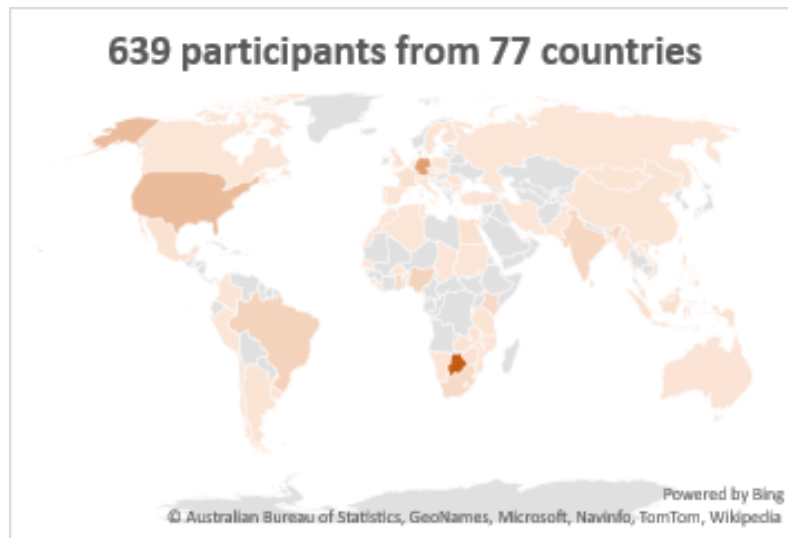 639 participants from 77 countries
Powered by Bing
© Australian Bureau of Statistics, GeoNames, Microsoft, Navinfo, TomTom, Wikipedia